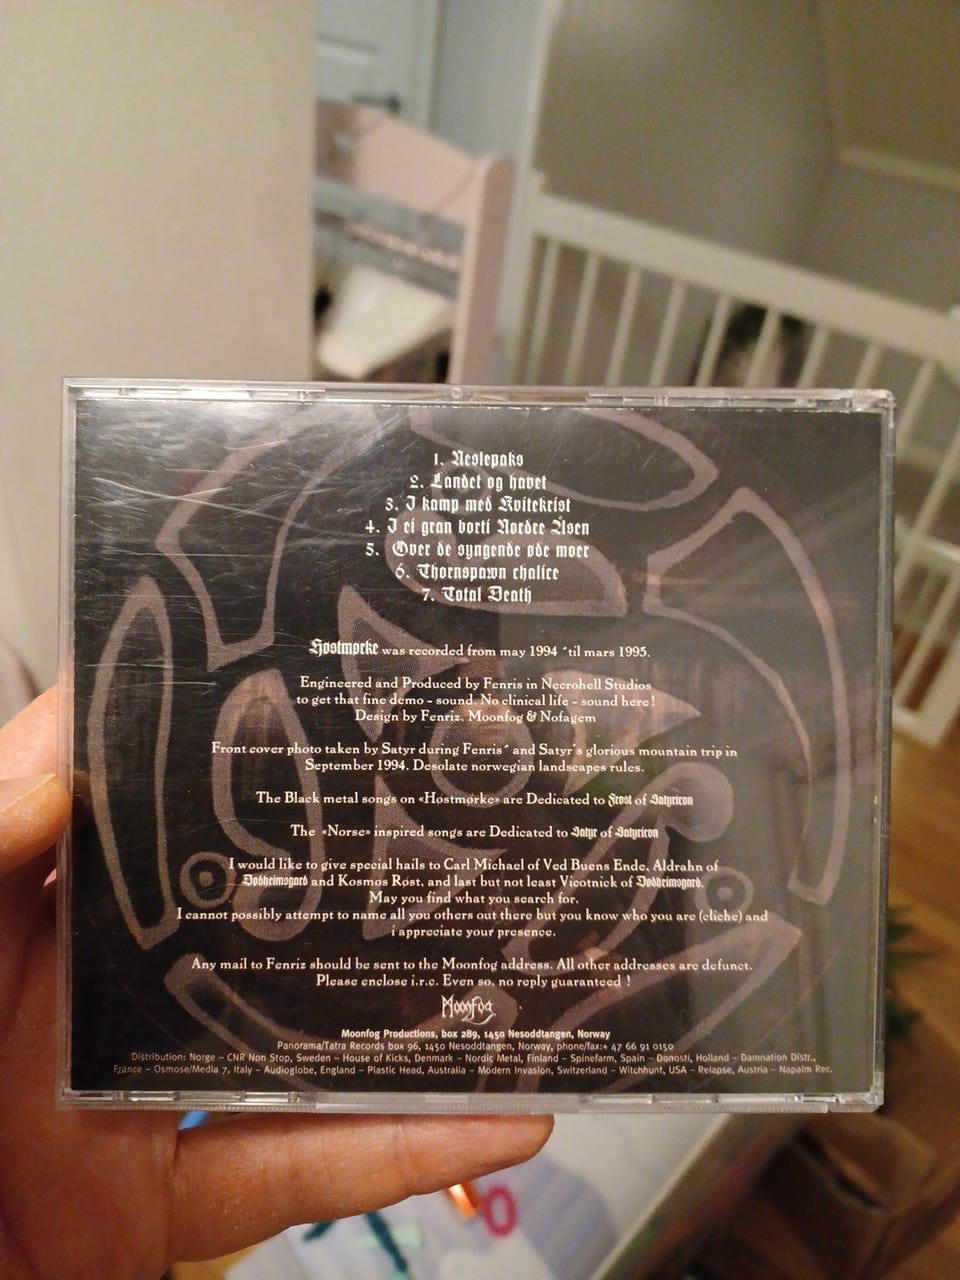 1. Neslepaks
2. Landet og havet
3. I kamp med Kvitekrist
4. I ei gran borti Nordre Åsen
5. Over de syngende øde moer
6. Thornspawn chalice
7. Total Death
Høstmørke was recorded from may 1994 ´til mars 1995.
Engineered and Produced by Fenris in Necrohell Studios
to get that fine demo - sound. No clinical life - sound here !
Design by Fenriz, Moonfog & Nofagem
Front cover photo taken by Satyr during Fenris´ and Satyr´s glorious mountain trip in
September 1994. Desolate norwegian landscapes rules.
The Black metal songs on «Høstmørke» are Dedicated to Frost of Satyricon
The «Norse» inspired songs are Dedicated to Satyr of Satyricon
I would like to give special hails to Carl Michael of Ved Buens Ende, Aldrahn of
Dødheimsgard and Kosmos Røst, and last but not least Vicotnick of Dødheimsgard.
May you find what you search for.
I cannot possibly attempt to name all you others out there but you know who you are (cliche) and
i appreciate your presence.
Any mail to Fenriz should be sent to the Moonfog address. All other addresses are defunct.
Please enclose i.r.c. Even so, no reply guaranteed !
Moonfog
Moonfog Productions, box 289, 1450 Nesoddtangen, Norway
Panorama/Tatra Records box 96, 1450 Nesoddtangen, Norway, phone/fax:+ 47 66 91 0150
Distribution: Norge – CNR Non Stop, Sweden – House of Kicks, Denmark – Nordic Metal, Finland – Spinefarm, Spain – Donosti, Holland – Damnation Distr.,
France – Osmose/Media 7, Italy – Audioglobe, England – Plastic Head, Australia – Modern Invasion, Switzerland – Witchhunt, USA – Relapse, Austria – Napalm Rec.